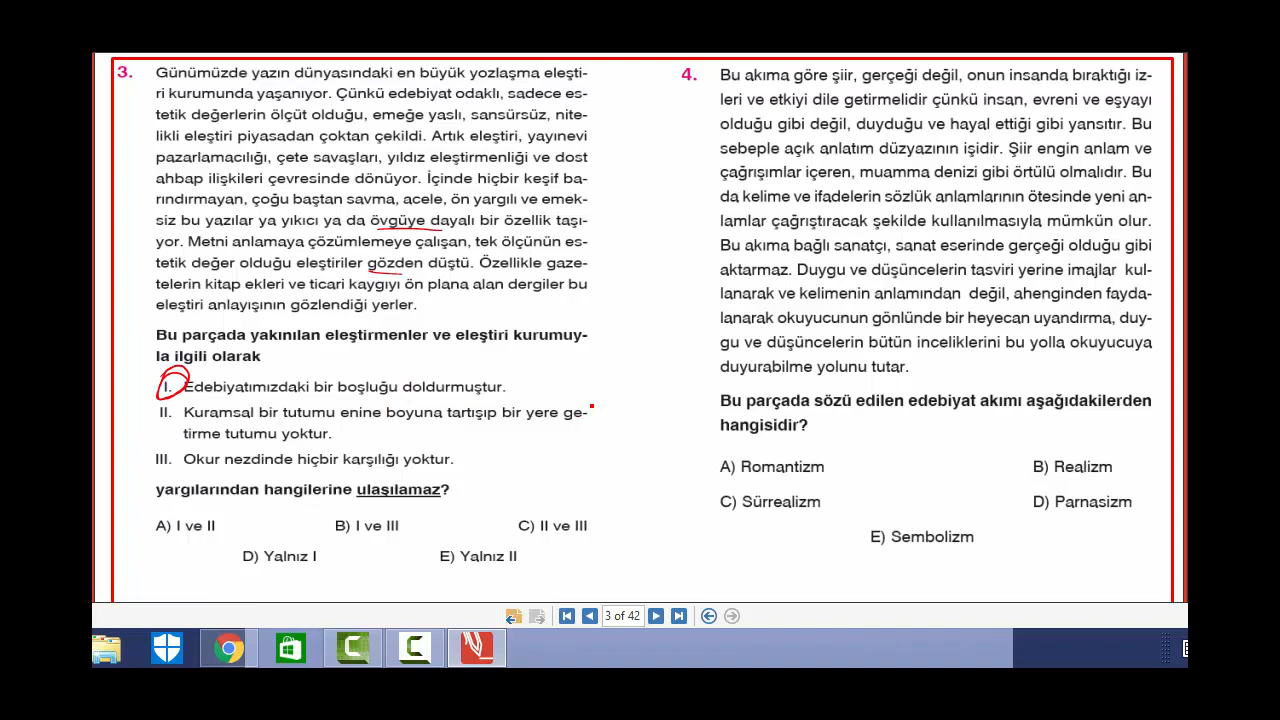 3. Günümüzde yazın dünyasındaki en büyük yozlaşma eleşti-
ri kurumunda yaşanıyor. Çünkü edebiyat odaklı, sadece es-
tetik değerlerin ölçüt olduğu, emeğe yaslı, sansürsüz, nite-
likli eleştiri piyasadan çoktan çekildi. Artık eleştiri, yayınevi
pazarlamacılığı, çete savaşları, yıldız eleştirmenliği ve dost
ahbap ilişkileri çevresinde dönüyor. İçinde hiçbir keşif ba-
rındırmayan, çoğu baştan savma, acele, ön yargılı ve emek-
siz bu yazılar ya yıkıcı ya da övgüye dayalı bir özellik taşı-
yor. Metni anlamaya çözümlemeye çalışan, tek ölçünün es-
tetik değer olduğu eleştiriler gözden düştü. Özellikle gaze-
telerin kitap ekleri ve ticari kaygıyı ön plana alan dergiler bu
eleştiri anlayışının gözlendiği yerler.
Bu parçada yakınılan eleştirmenler ve eleştiri kurumuy-
la ilgili olarak
I. Edebiyatımızdaki bir boşluğu doldurmuştur.
II. Kuramsal bir tutumu enine boyuna tartışıp bir yere ge-
tirme tutumu yoktur.
III. Okur nezdinde hiçbir karşılığı yoktur.
yargılarından hangilerine ulaşılamaz?
A) I ve II B) I ve III C) II ve III
D) Yalnız I E) Yalnız II
4. Bu akıma göre şiir, gerçeği değil, onun insanda bıraktığı iz-
leri ve etkiyi dile getirmelidir çünkü insan, evreni ve eşyayı
olduğu gibi değil, duyduğu ve hayal ettiği gibi yansıtır. Bu
sebeple açık anlatım düzyazının işidir. Şiir engin anlam ve
çağrışımlar içeren, muamma denizi gibi örtülü olmalıdır. Bu
da kelime ve ifadelerin sözlük anlamlarının ötesinde yeni an-
lamlar çağrıştıracak şekilde kullanılmasıyla mümkün olur.
Bu akıma bağlı sanatçı, sanat eserinde gerçeği olduğu gibi
aktarmaz. Duygu ve düşüncelerin tasviri yerine imajlar kul-
lanarak ve kelimenin anlamından değil, ahenginden fayda-
lanarak okuyucunun gönlünde bir heyecan uyandırma, duy-
gu ve düşüncelerin bütün inceliklerini bu yolla okuyucuya
duyurabilme yolunu tutar.
Bu parçada sözü edilen edebiyat akımı aşağıdakilerden
hangisidir?
A) Romantizm B) Realizm
C) Sürrealizm D) Parnasizm
E) Sembolizm
3 of 42